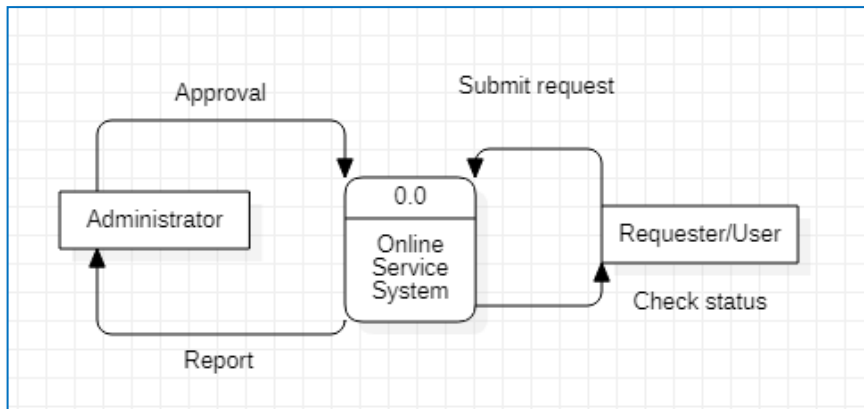 Approval
Submit request
0.0
Administrator
Requester/User
Online
Service
System
Check status
Report